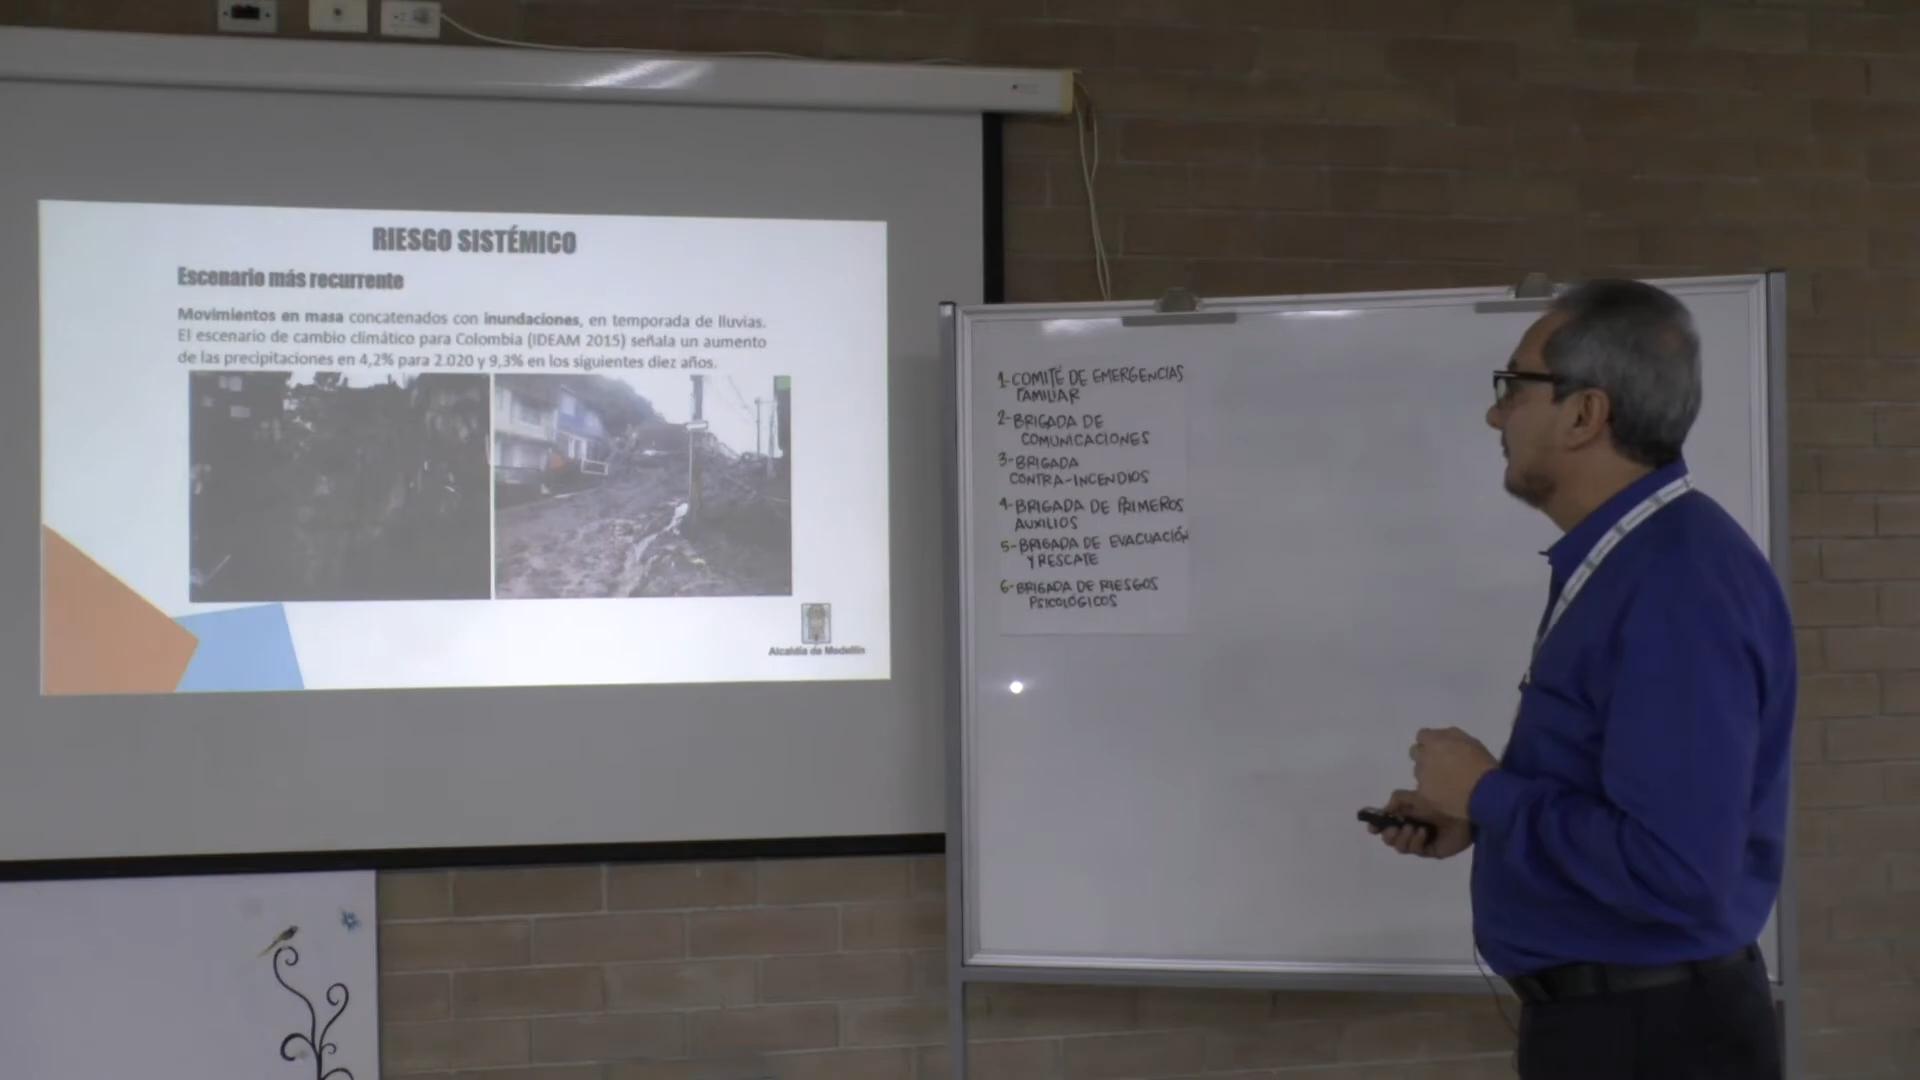 RIESGO SISTÉMICO
Escenario más recurrente
Movimientos en masa concatenados con inundaciones, en temporada de lluvias.
El escenario de cambio climático para Colombia (IDEAM 2015) señala un aumento
de las precipitaciones en 4,2% para 2.020 y 9,3% en los siguientes diez años.
Alcaldía de Medellín
1-COMITÉ DE EMERGENCIAS
FAMILIAR
2-BRIGADA DE
COMUNICACIONES
3-BRIGADA
CONTRA-INCENDIOS
4-BRIGADA DE PRIMEROS
AUXILIOS
5-BRIGADA DE EVACUACIÓN
Y RESCATE
6-BRIGADA DE RIESGOS
PSICOLÓGICOS